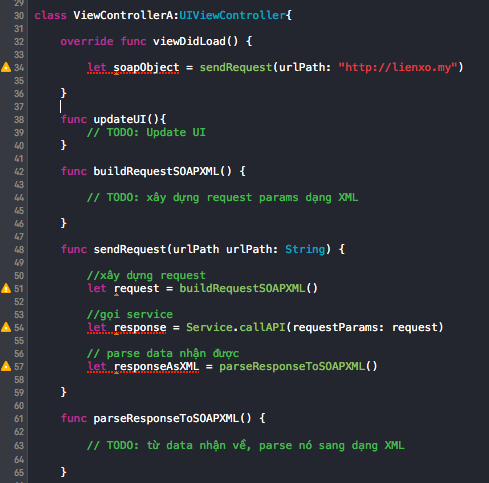 29
30 class ViewControllerA:UIViewController{
31
32 override func viewDidLoad() {
33
34 let soapObject = sendRequest(urlPath: "http://lienxo.my")
35
36 }
37
38 func updateUI(){
39 // TODO: Update UI
40 }
41
42 func buildRequestSOAPXML() {
43
44 // TODO: xây dựng request params dạng XML
45
46 }
47
48 func sendRequest(urlPath urlPath: String) {
49
50 //xây dựng request
51 let request = buildRequestSOAPXML()
52
53 //gọi service
54 let response = Service.callAPI(requestParams: request)
55
56 // parse data nhận được
57 let responseAsXML = parseResponseToSOAPXML()
58
59 }
60
61 func parseResponseToSOAPXML() {
62
63 // TODO: từ data nhận về, parse nó sang dạng XML
64
65 }